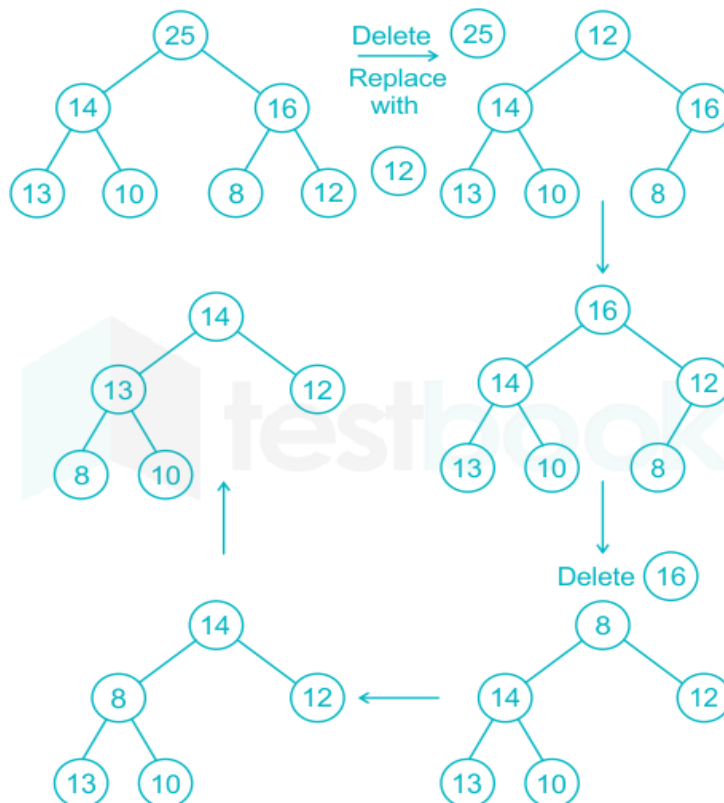 25 Delete 25 12
14 16 Replace 14 16
with
13 10 8 12 12 13 10 8
14 16
13 12 14 12
testbook
8 10 13 10 8
Delete 16
14 8
8 12 14 12
13 10 13 10